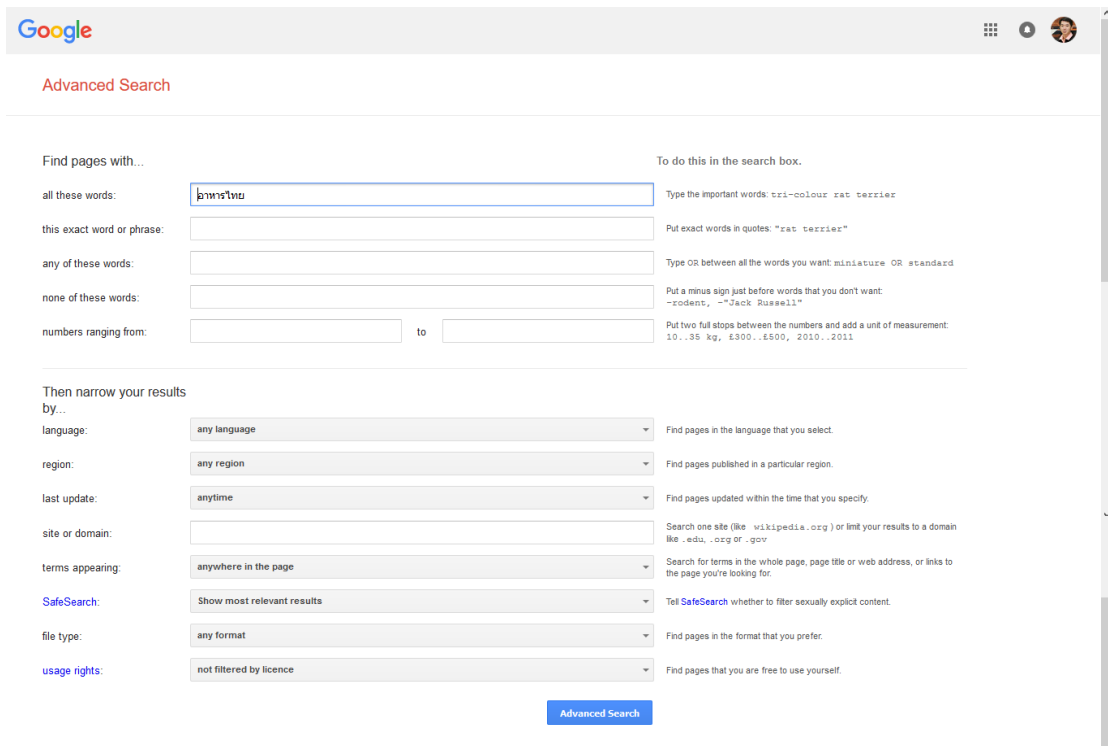 Google
Advanced Search
Find pages with...
To do this in the search box.
all these words:
อาหารไทย
Type the important words: tri-colour rat terrier
this exact word or phrase:
Put exact words in quotes: "rat terrier"
any of these words:
Type OR between all the words you want: miniature OR standard
none of these words:
Put a minus sign just before words that you don't want:
-rodent, -"Jack Russell"
numbers ranging from:
to
Put two full stops between the numbers and add a unit of measurement:
10..35 kg, £300..£500, 2010..2011
Then narrow your results
by...
language:
any language
Find pages in the language that you select.
region:
any region
Find pages published in a particular region.
last update:
anytime
Find pages updated within the time that you specify.
site or domain:
Search one site (like wikipedia.org ) or limit your results to a domain
like .edu, .org or .gov
terms appearing:
anywhere in the page
Search for terms in the whole page, page title or web address, or links to
the page you're looking for.
SafeSearch:
Show most relevant results
Tell SafeSearch whether to filter sexually explicit content.
file type:
any format
Find pages in the format that you prefer.
usage rights:
not filtered by licence
Find pages that you are free to use yourself.
Advanced Search